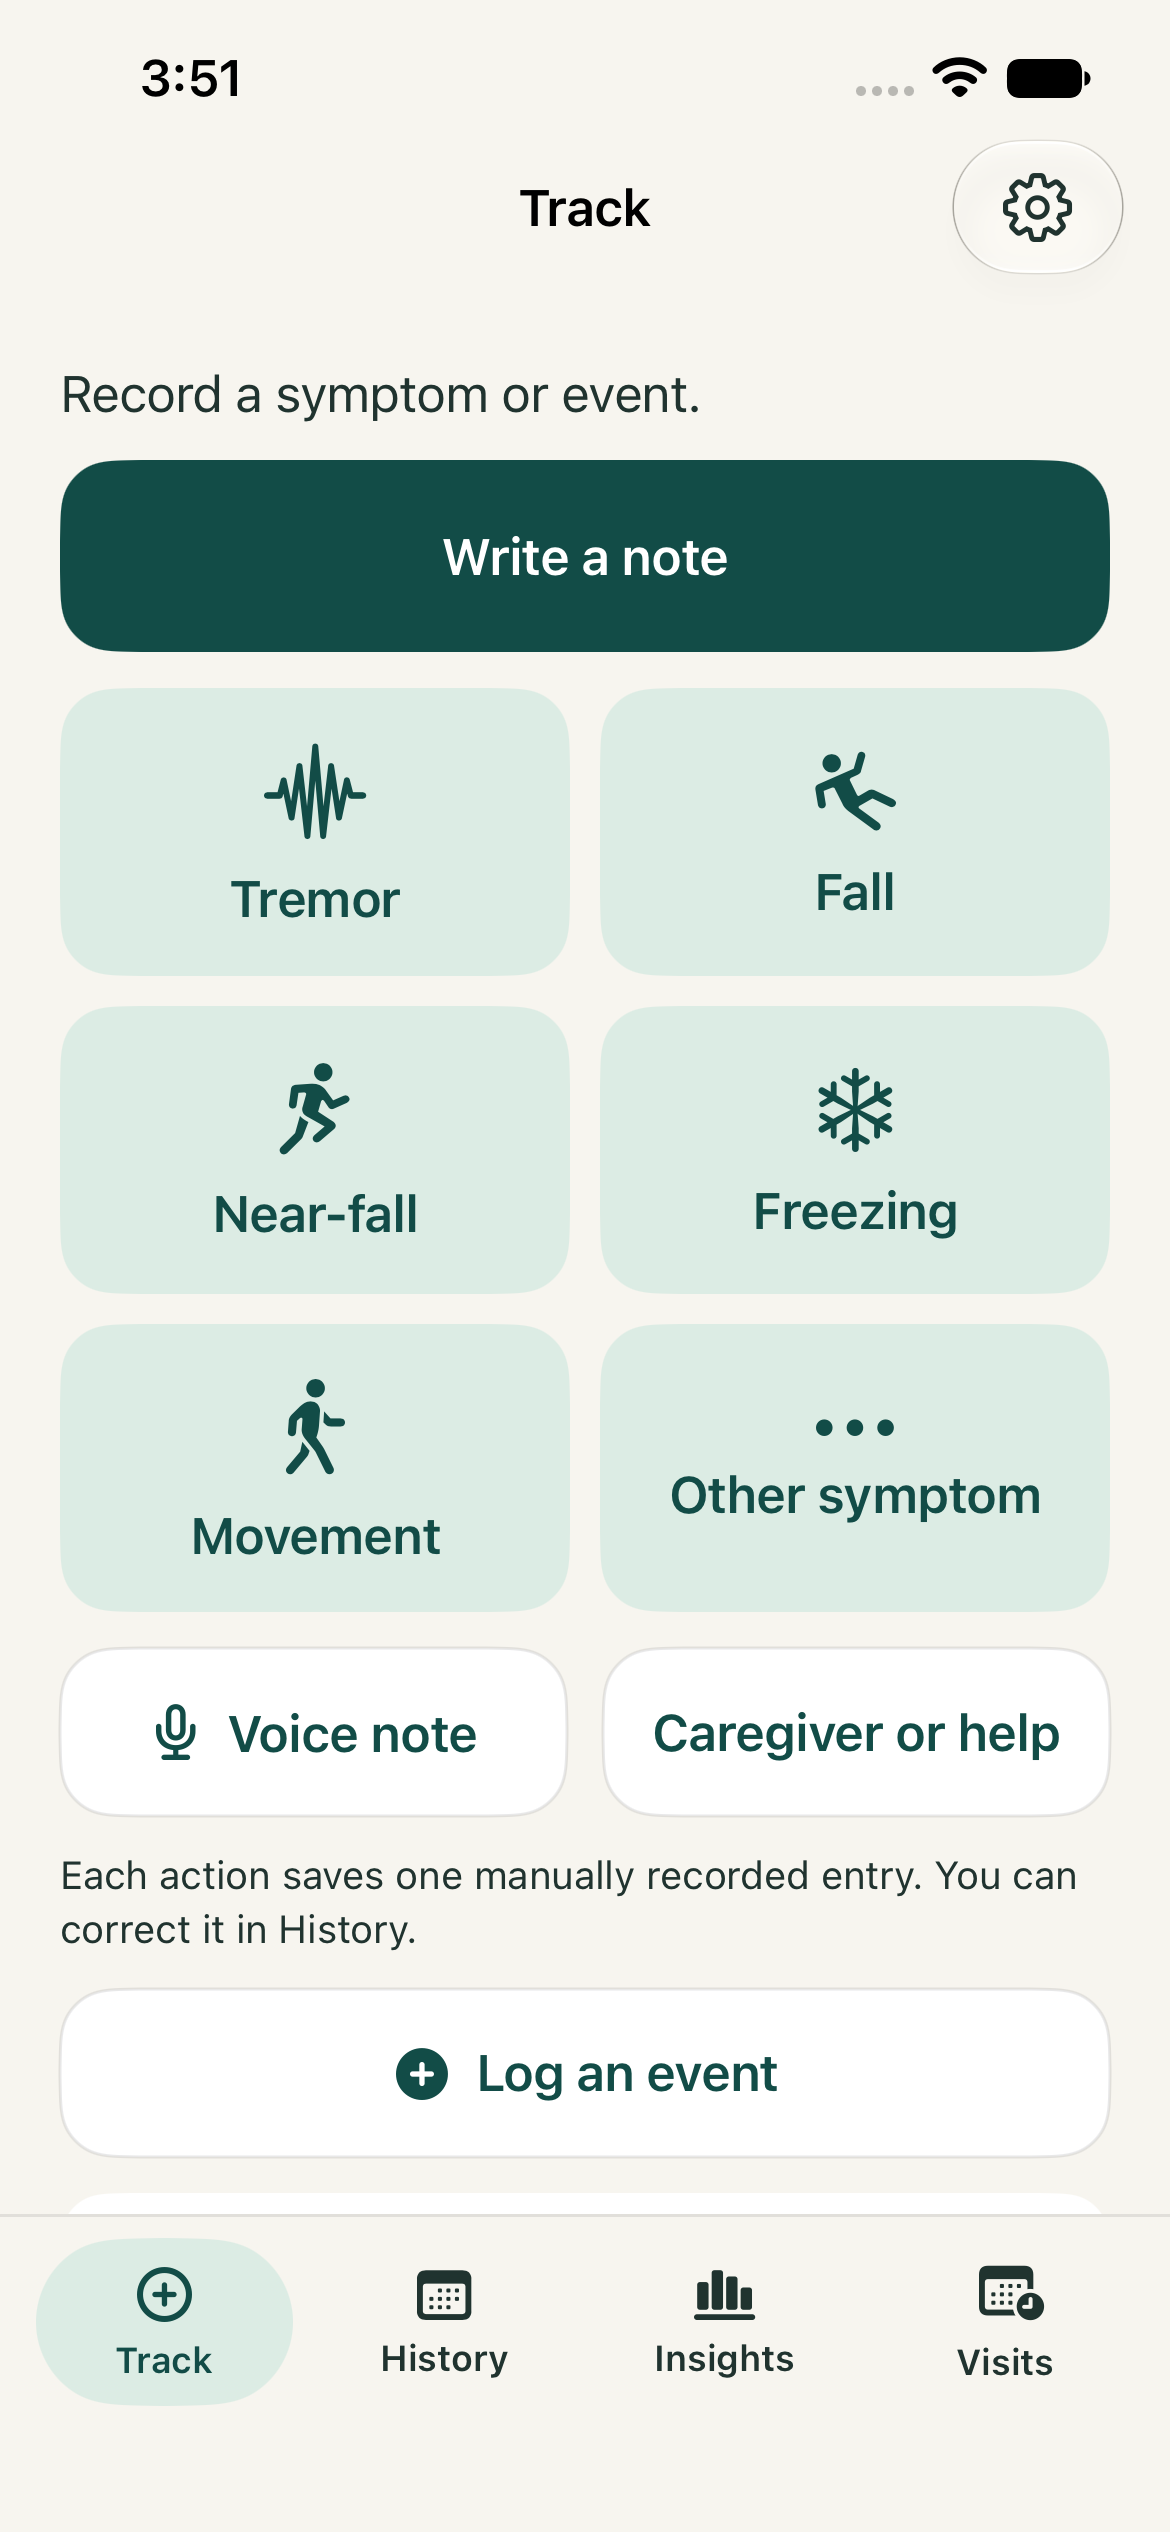 3:51
Track
Record a symptom or event.
Write a note
Tremor
Fall
Near-fall
Freezing
Movement
Other symptom
Voice note
Caregiver or help
Each action saves one manually recorded entry. You can
correct it in History.
Log an event
Track
History
Insights
Visits